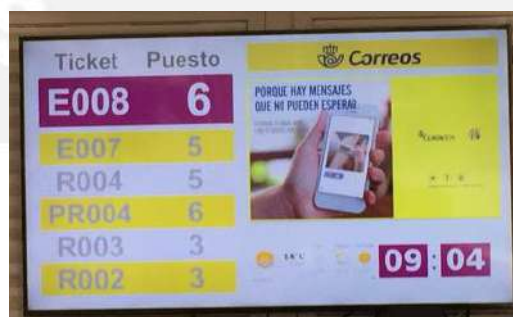 Ticket Puesto
E008 6
E007 5
R004 5
PR004 6
R003 3
R002 3
Correos
PORQUE HAY MENSAJES
QUE NO PUEDEN ESPERAR
14°C
09:04